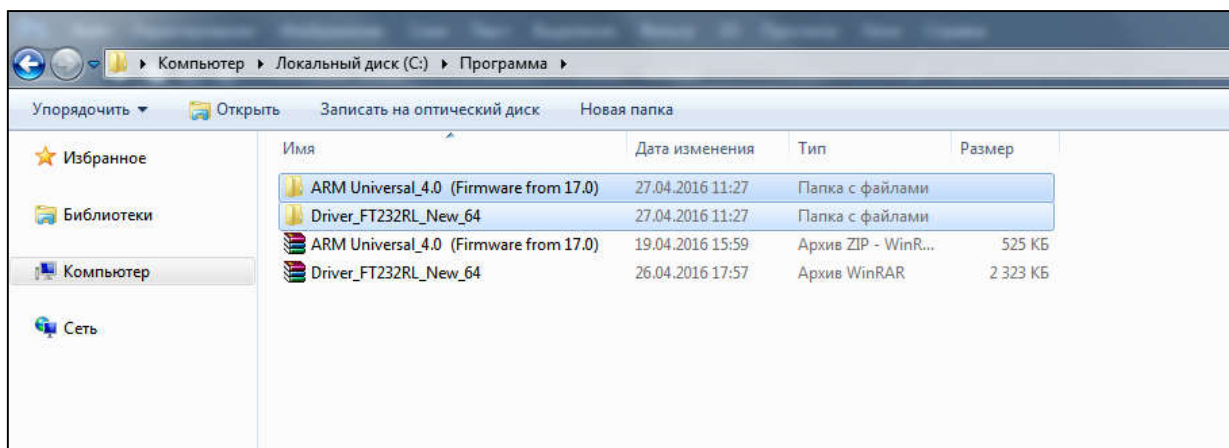 Компьютер ▸ Локальный диск (C:) ▸ Программа ▸
Упорядочить Открыть Записать на оптический диск Новая папка
Имя Дата изменения Тип Размер
Избранное
Библиотеки
Компьютер
Сеть
ARM Universal_4.0 (Firmware from 17.0) 27.04.2016 11:27 Папка с файлами
Driver_FT232RL_New_64 27.04.2016 11:27 Папка с файлами
ARM Universal_4.0 (Firmware from 17.0) 19.04.2016 15:59 Архив ZIP - WinR... 525 КБ
Driver_FT232RL_New_64 26.04.2016 17:57 Архив WinRAR 2 323 КБ